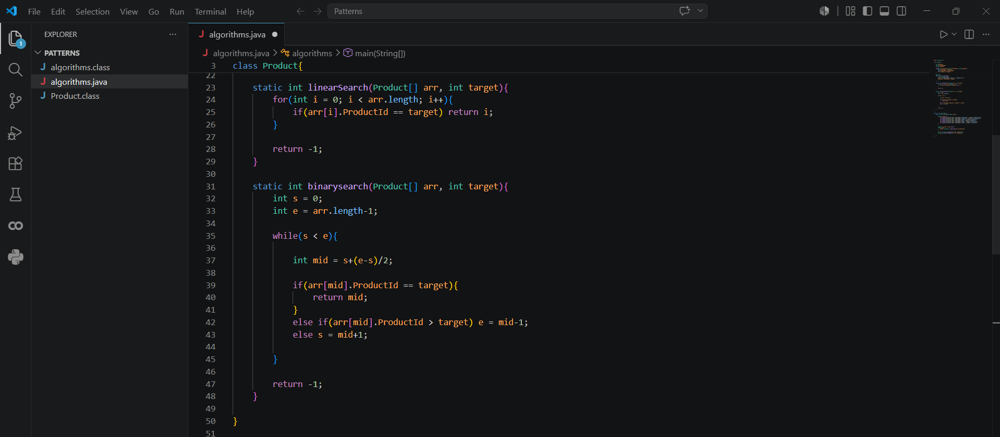 File Edit Selection View Go Run Terminal Help
Patterns
EXPLORER
PATTERNS
algorithms.class
algorithms.java
Product.class
1
J algorithms.java
J algorithms.java > algorithms > main(String[])
3 class Product{
22
23 static int linearSearch(Product[] arr, int target){
24 for(int i = 0; i < arr.length; i++){
25 if(arr[i].ProductId == target) return i;
26 }
27
28 return -1;
29 }
30
31 static int binarysearch(Product[] arr, int target){
32 int s = 0;
33 int e = arr.length-1;
34
35 while(s < e){
36
37 int mid = s+(e-s)/2;
38
39 if(arr[mid].ProductId == target){
40 return mid;
41 }
42 else if(arr[mid].ProductId > target) e = mid-1;
43 else s = mid+1;
44
45 }
46
47 return -1;
48 }
49
50 }
51